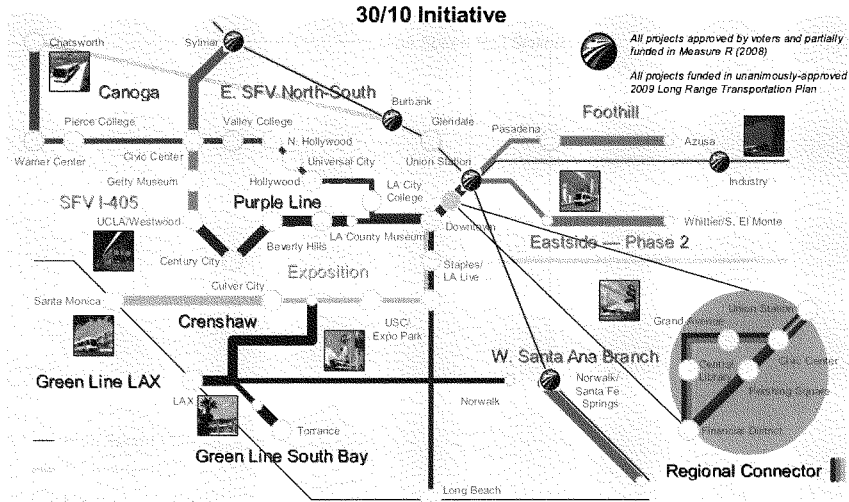 30/10 Initiative
All projects approved by voters and partially
funded in Measure R (2008)
All projects funded in unanimously-approved
2009 Long Range Transportation Plan
Chatsworth
Sylmar
Canoga
E. SFV North-South
Burbank
Glendale
Foothill
Pierce College
Valley College
N. Hollywood
Pasadena
Azusa
Warner Center
Civic Center
Universal City
Union Station
Industry
Getty Museum
Hollywood
LA City
College
SFV I-405
Purple Line
UCLA/Westwood
Beverly Hills
LA County Museum
Downtown
Whittier/S. El Monte
Eastside — Phase 2
Century City
Exposition
Staples/
LA Live
Culver City
Santa Monica
Crenshaw
USC/
Expo Park
Grand Avenue
Union Station
W. Santa Ana Branch
Civic Center
Central
Library
Pershing Square
Green Line LAX
LAX
Norwalk
Norwalk/
Santa Fe
Springs
Financial District
Torrance
Green Line South Bay
Regional Connector
Long Beach